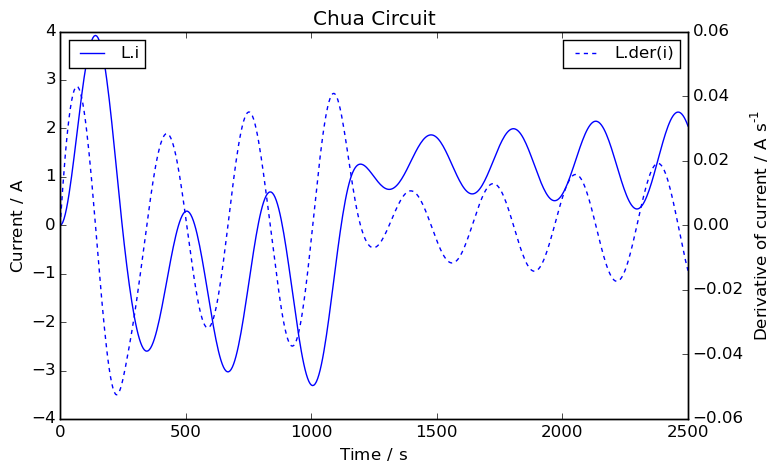 Chua Circuit
L.i
L.der(i)
Current / A
4
3
2
1
0
−1
−2
−3
−4
0.06
0.04
0.02
0.00
−0.02
−0.04
−0.06
Derivative of current / A s⁻¹
0 500 1000 1500 2000 2500
Time / s